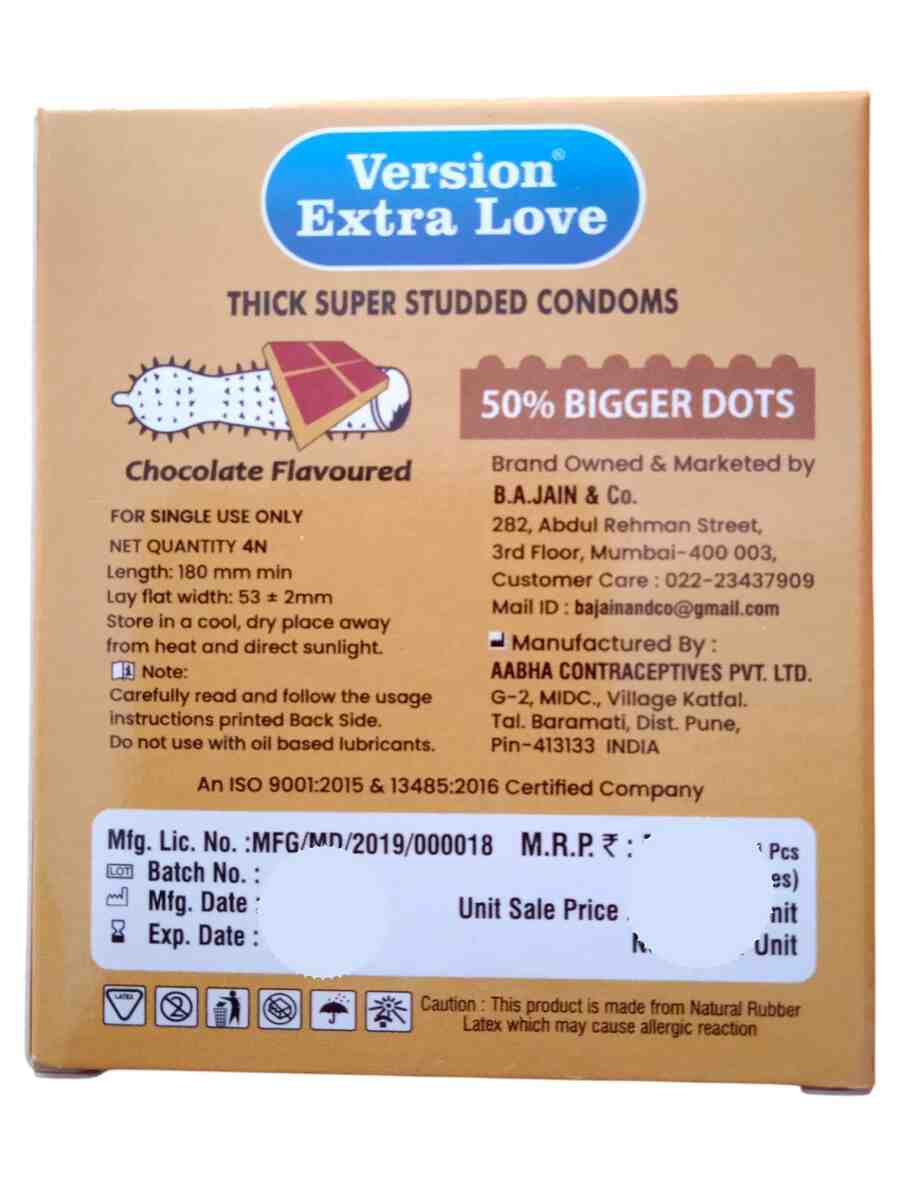 Version®
Extra Love
THICK SUPER STUDDED CONDOMS
50% BIGGER DOTS
Chocolate Flavoured
FOR SINGLE USE ONLY
NET QUANTITY 4N
Length: 180 mm min
Lay flat width: 53 ± 2mm
Store in a cool, dry place away
from heat and direct sunlight.
Note:
Carefully read and follow the usage
instructions printed Back Side.
Do not use with oil based lubricants.
Brand Owned & Marketed by
B.A.JAIN & Co.
282, Abdul Rehman Street,
3rd Floor, Mumbai-400 003,
Customer Care : 022-23437909
Mail ID : bajainandco@gmail.com
Manufactured By :
AABHA CONTRACEPTIVES PVT. LTD.
G-2, MIDC., Village Katfal.
Tal. Baramati, Dist. Pune,
Pin-413133 INDIA
An ISO 9001:2015 & 13485:2016 Certified Company
Mfg. Lic. No. :MFG/MD/2019/000018 M.R.P. ₹ : Pcs
LOT Batch No. :
Mfg. Date : Unit Sale Price
Exp. Date : Unit
LATEX
Caution : This product is made from Natural Rubber
Latex which may cause allergic reaction